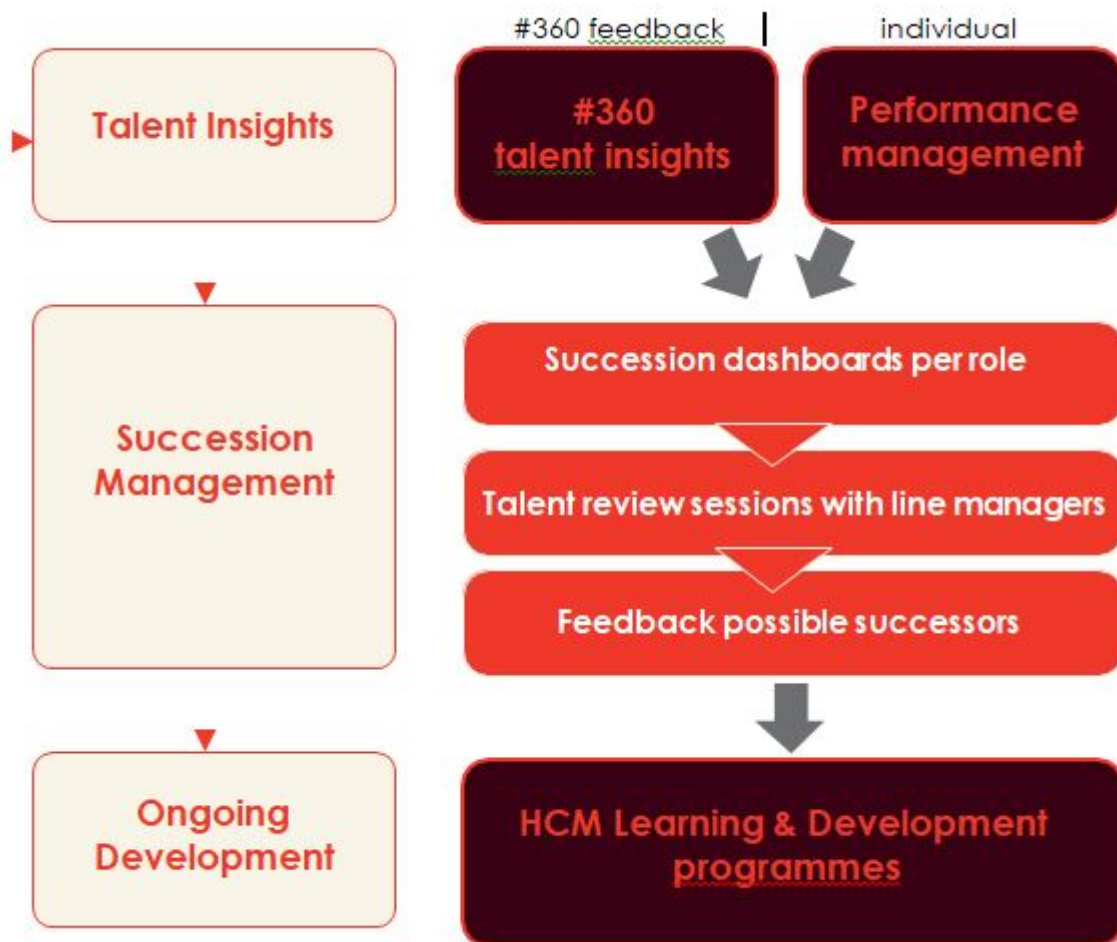 #360 feedback
individual
Talent Insights
#360
talent insights
Performance
management
Succession
Management
Succession dashboards per role
Talent review sessions with line managers
Feedback possible successors
Ongoing
Development
HCM Learning & Development
programmes